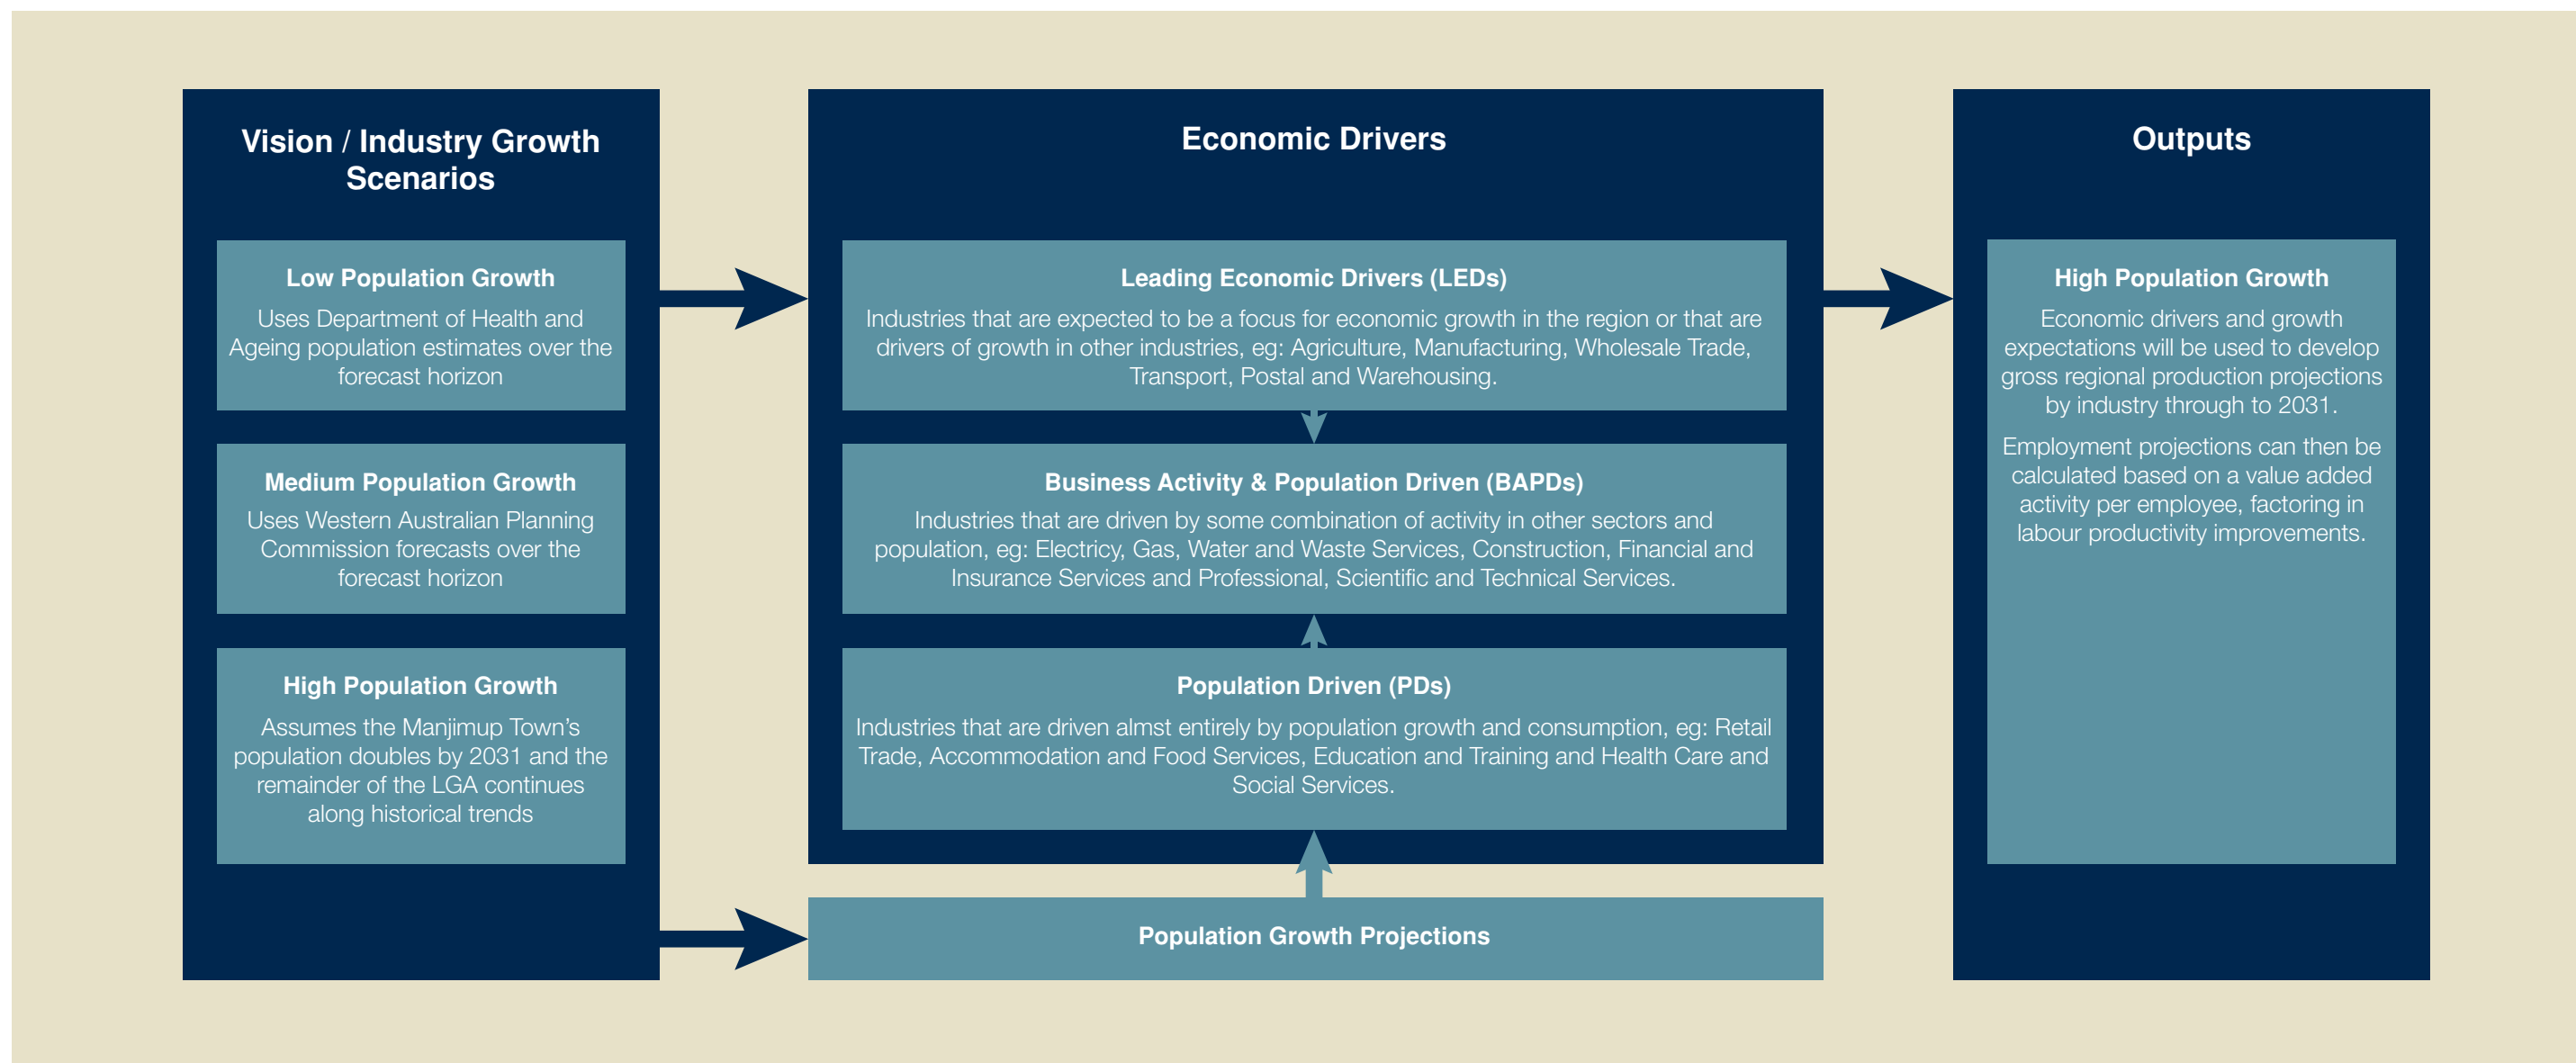 Vision / Industry Growth
Scenarios
Low Population Growth
Uses Department of Health and
Ageing population estimates over the
forecast horizon
Medium Population Growth
Uses Western Australian Planning
Commission forecasts over the
forecast horizon
High Population Growth
Assumes the Manjimup Town’s
population doubles by 2031 and the
remainder of the LGA continues
along historical trends
Economic Drivers
Leading Economic Drivers (LEDs)
Industries that are expected to be a focus for economic growth in the region or that are
drivers of growth in other industries, eg: Agriculture, Manufacturing, Wholesale Trade,
Transport, Postal and Warehousing.
Business Activity & Population Driven (BAPDs)
Industries that are driven by some combination of activity in other sectors and
population, eg: Electricy, Gas, Water and Waste Services, Construction, Financial and
Insurance Services and Professional, Scientific and Technical Services.
Population Driven (PDs)
Industries that are driven almst entirely by population growth and consumption, eg: Retail
Trade, Accommodation and Food Services, Education and Training and Health Care and
Social Services.
Population Growth Projections
Outputs
High Population Growth
Economic drivers and growth
expectations will be used to develop
gross regional production projections
by industry through to 2031.
Employment projections can then be
calculated based on a value added
activity per employee, factoring in
labour productivity improvements.